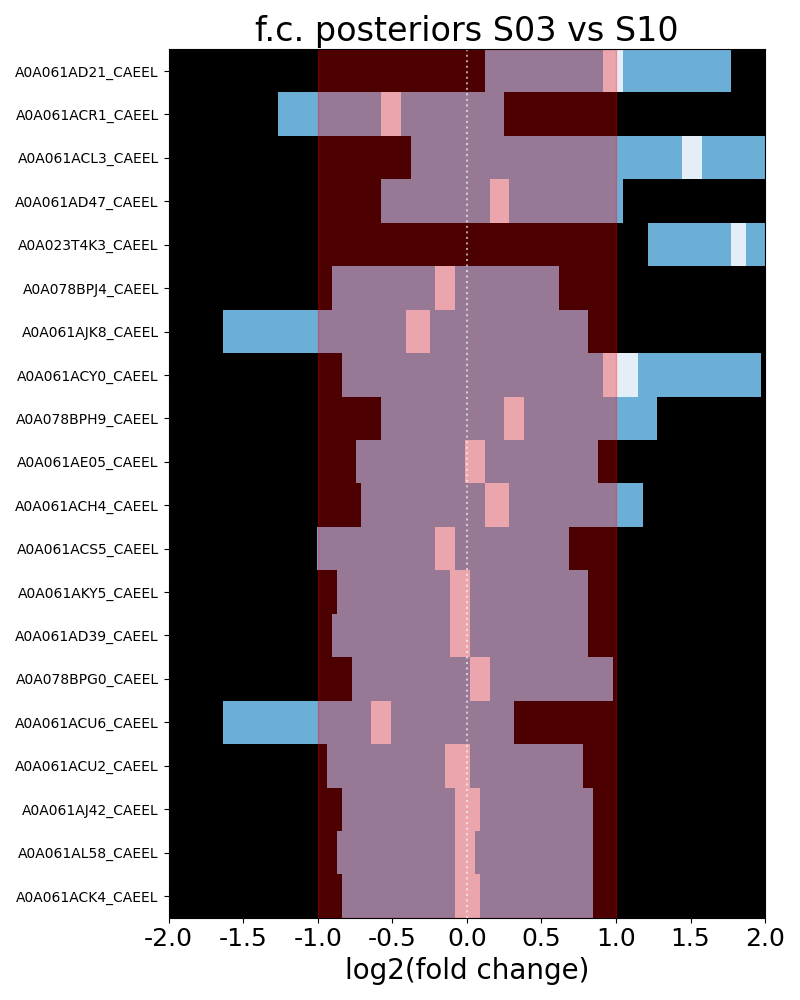 f.c. posteriors S03 vs S10
A0A061AD21_CAEEL
A0A061ACR1_CAEEL
A0A061ACL3_CAEEL
A0A061AD47_CAEEL
A0A023T4K3_CAEEL
A0A078BPJ4_CAEEL
A0A061AJK8_CAEEL
A0A061ACY0_CAEEL
A0A078BPH9_CAEEL
A0A061AE05_CAEEL
A0A061ACH4_CAEEL
A0A061ACS5_CAEEL
A0A061AKY5_CAEEL
A0A061AD39_CAEEL
A0A078BPG0_CAEEL
A0A061ACU6_CAEEL
A0A061ACU2_CAEEL
A0A061AJ42_CAEEL
A0A061AL58_CAEEL
A0A061ACK4_CAEEL
-2.0 -1.5 -1.0 -0.5 0.0 0.5 1.0 1.5 2.0
log2(fold change)